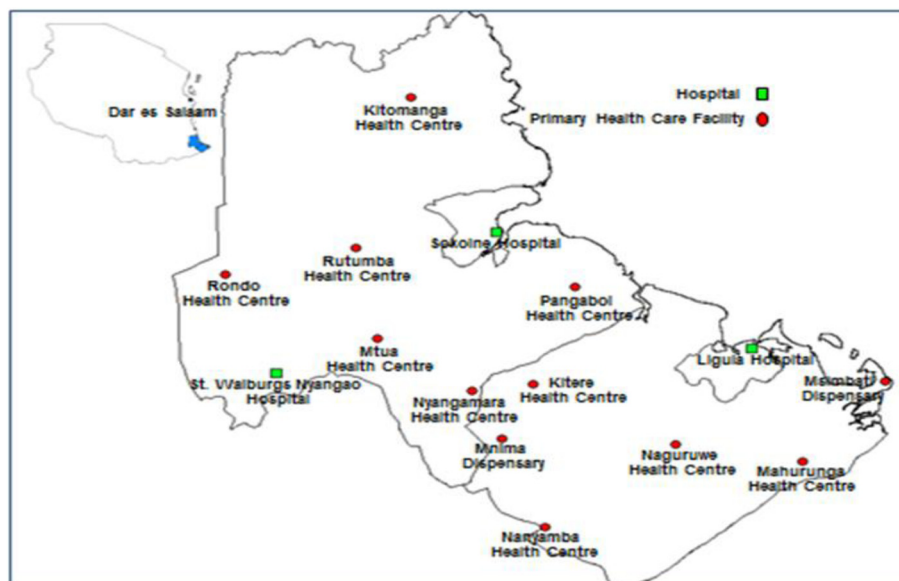 Dar es Salaam
Hospital
Primary Health Care Facility
Kitomanga
Health Centre
Sokoine Hospital
Rutumba
Health Centre
Rondo
Health Centre
Pangaboi
Health Centre
Mtua
Health Centre
Ligula Hospital
St. Walburgs Nyangao
Hospital
Kitere
Health Centre
Msimbati
Dispensary
Nyangamara
Health Centre
Mnima
Dispensary
Naguruwe
Health Centre
Mahurunga
Health Centre
Nanyamba
Health Centre